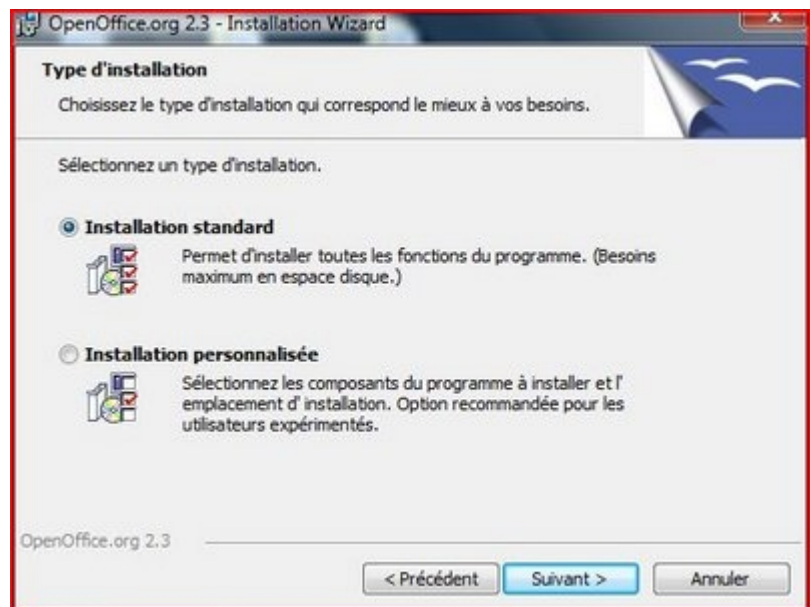 OpenOffice.org 2.3 - Installation Wizard
Type d'installation
Choisissez le type d'installation qui correspond le mieux à vos besoins.
Sélectionnez un type d'installation.
Installation standard
Permet d'installer toutes les fonctions du programme. (Besoins
maximum en espace disque.)
Installation personnalisée
Sélectionnez les composants du programme à installer et l'
emplacement d' installation. Option recommandée pour les
utilisateurs expérimentés.
OpenOffice.org 2.3
< Précédent Suivant > Annuler